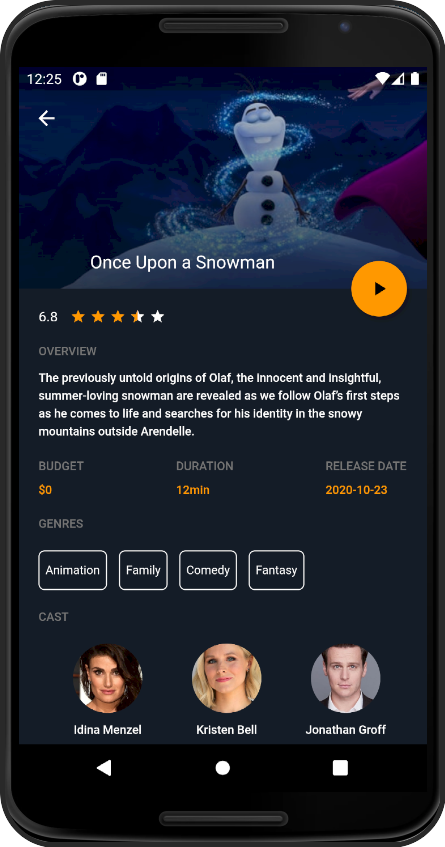 12:25
Once Upon a Snowman
6.8
OVERVIEW
The previously untold origins of Olaf, the innocent and insightful,
summer-loving snowman are revealed as we follow Olaf's first steps
as he comes to life and searches for his identity in the snowy
mountains outside Arendelle.
BUDGET DURATION RELEASE DATE
$0 12min 2020-10-23
GENRES
Animation Family Comedy Fantasy
CAST
Idina Menzel Kristen Bell Jonathan Groff